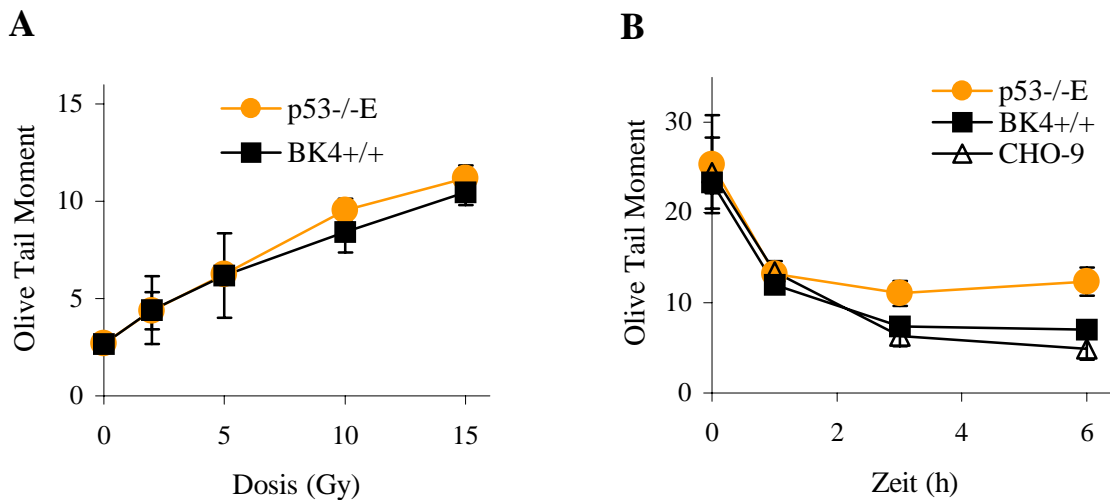 A
Olive Tail Moment
15
10
5
0
p53-/-E
BK4+/+
0
5
10
15
Dosis (Gy)
B
Olive Tail Moment
30
20
10
0
p53-/-E
BK4+/+
CHO-9
0
2
4
6
Zeit (h)